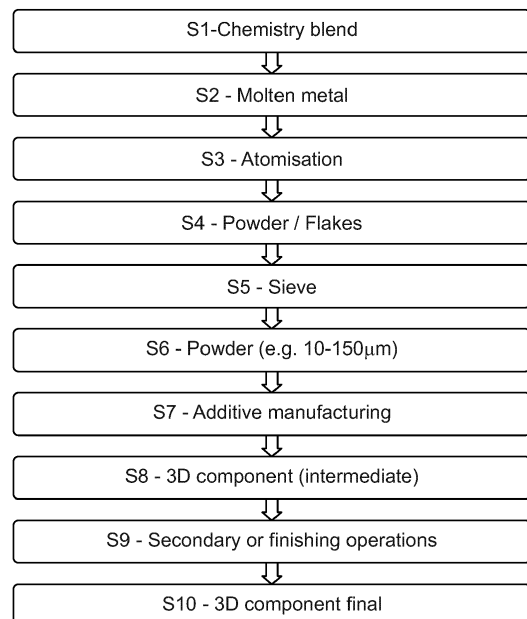 S1-Chemistry blend
S2 - Molten metal
S3 - Atomisation
S4 - Powder / Flakes
S5 - Sieve
S6 - Powder (e.g. 10-150μm)
S7 - Additive manufacturing
S8 - 3D component (intermediate)
S9 - Secondary or finishing operations
S10 - 3D component final